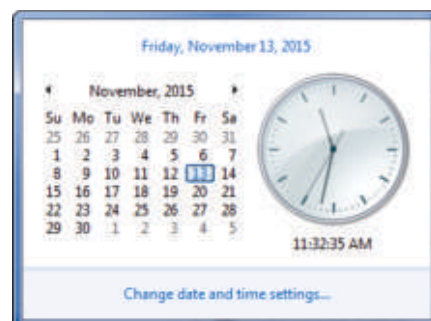 Friday, November 13, 2015
November, 2015
Su Mo Tu We Th Fr Sa
25 26 27 28 29 30 31
1 2 3 4 5 6 7
8 9 10 11 12 13 14
15 16 17 18 19 20 21
22 23 24 25 26 27 28
29 30 1 2 3 4 5
11:32:35 AM
Change date and time settings...